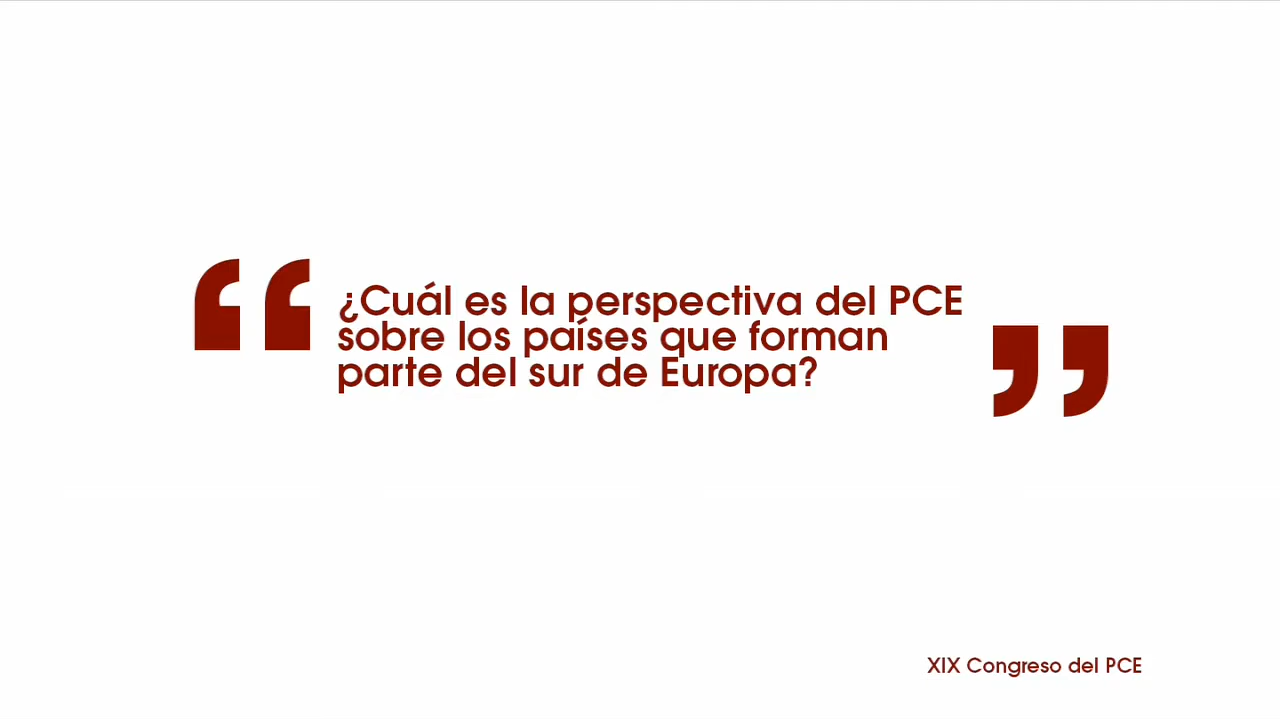 “ ¿Cuál es la perspectiva del PCE
sobre los países que forman
parte del sur de Europa? ”
XIX Congreso del PCE